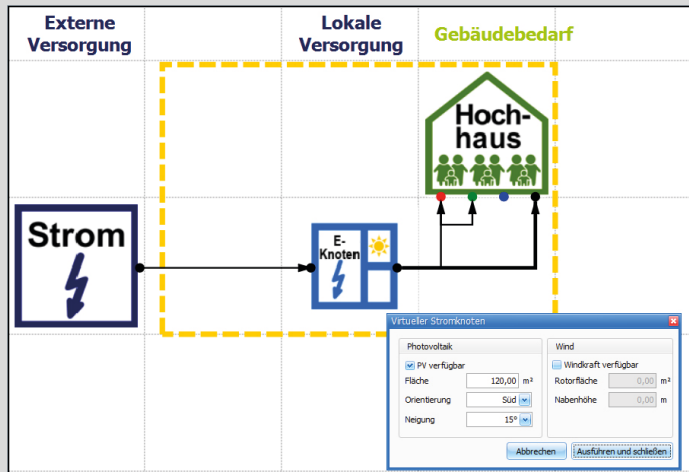 Externe
Versorgung
Lokale
Versorgung
Gebäudebedarf
Hoch-
haus
Strom
E-
Knoten
Virtueller Stromknoten
Photovoltaik
PV verfügbar
Fläche 120,00 m²
Orientierung Süd
Neigung 15°
Wind
Windkraft verfügbar
Rotorfläche 0,00 m²
Nabenhöhe 0,00 m
Abbrechen
Ausführen und schließen